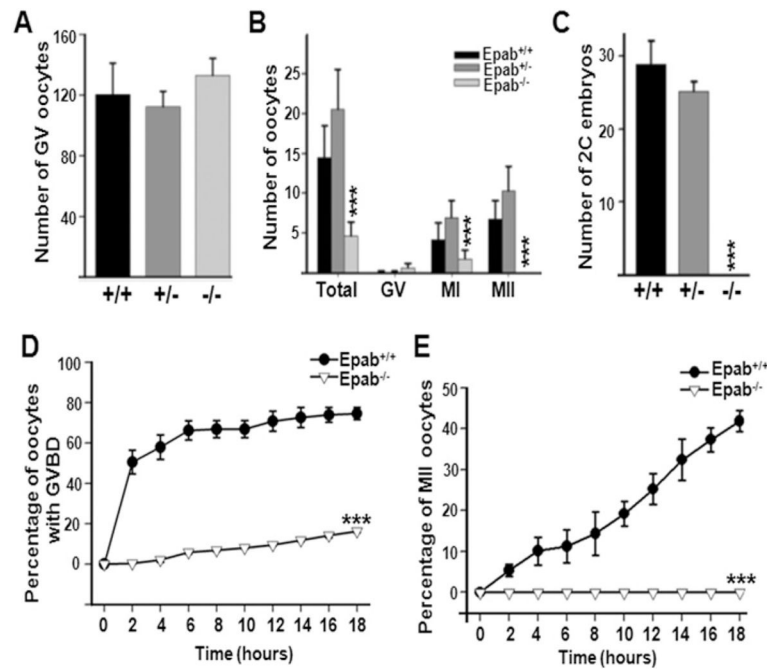 A
Number of GV oocytes
160
120
80
40
+/+ +/- -/-
B
Number of oocytes
25
20
15
10
5
Epab+/+
Epab+/-
Epab-/-
***
***
***
Total GV MI MII
C
Number of 2C embryos
30
20
10
***
+/+ +/- -/-
D
Percentage of oocytes
with GVBD
100
80
60
40
20
0
Epab+/+
Epab-/-
***
0 2 4 6 8 10 12 14 16 18
Time (hours)
E
Percentage of MII oocytes
50
40
30
20
10
0
Epab+/+
Epab-/-
***
0 2 4 6 8 10 12 14 16 18
Time (hours)